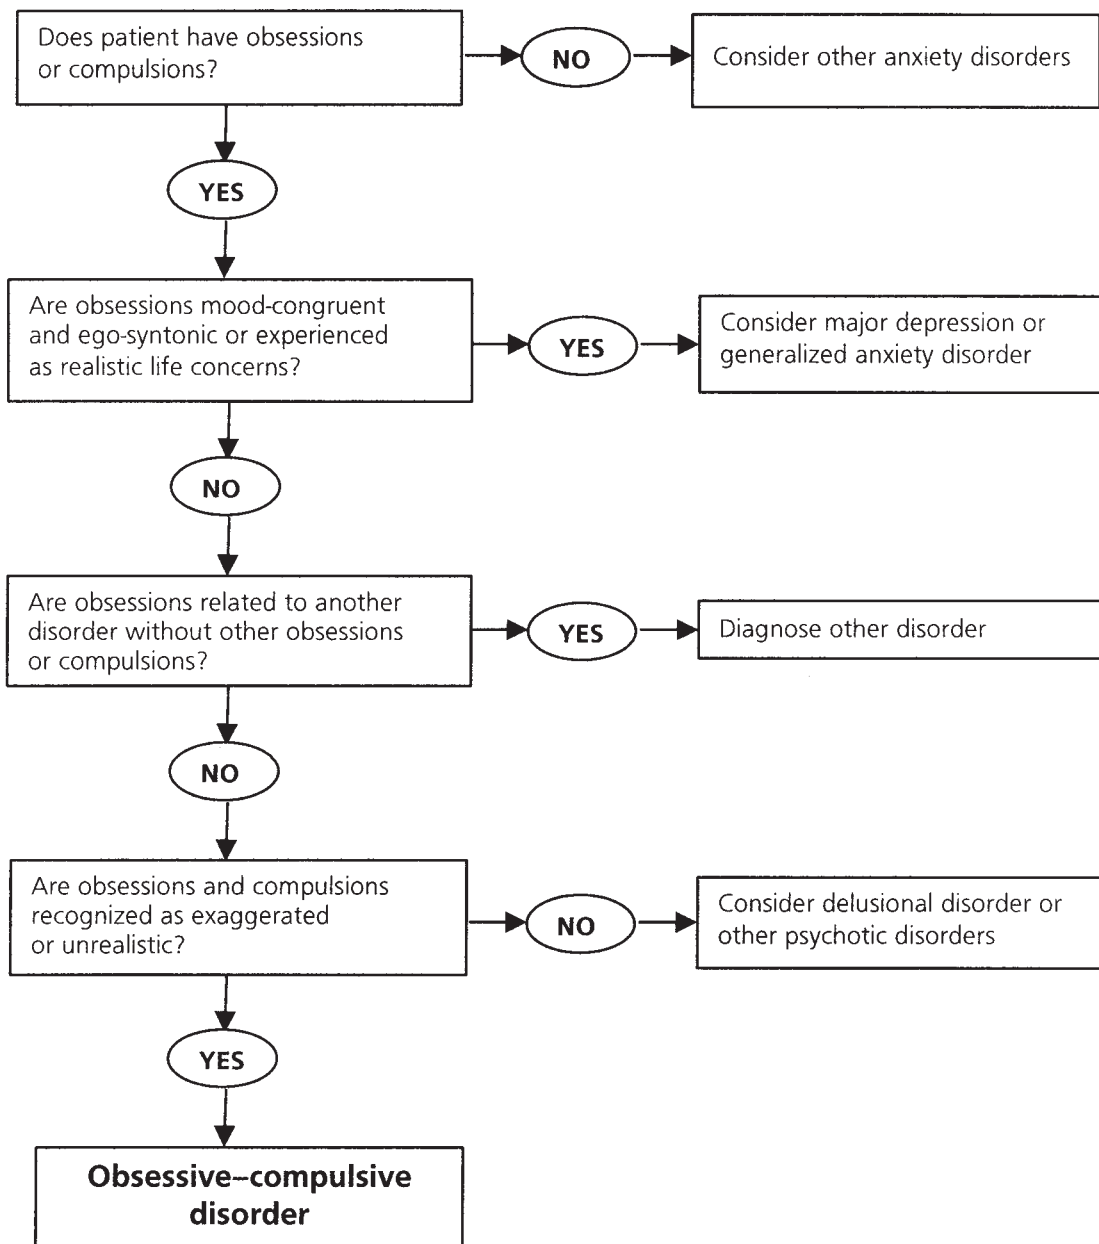 Does patient have obsessions
or compulsions?
NO
Consider other anxiety disorders
YES
Are obsessions mood-congruent
and ego-syntonic or experienced
as realistic life concerns?
YES
Consider major depression or
generalized anxiety disorder
NO
Are obsessions related to another
disorder without other obsessions
or compulsions?
YES
Diagnose other disorder
NO
Are obsessions and compulsions
recognized as exaggerated
or unrealistic?
NO
Consider delusional disorder or
other psychotic disorders
YES
Obsessive–compulsive
disorder